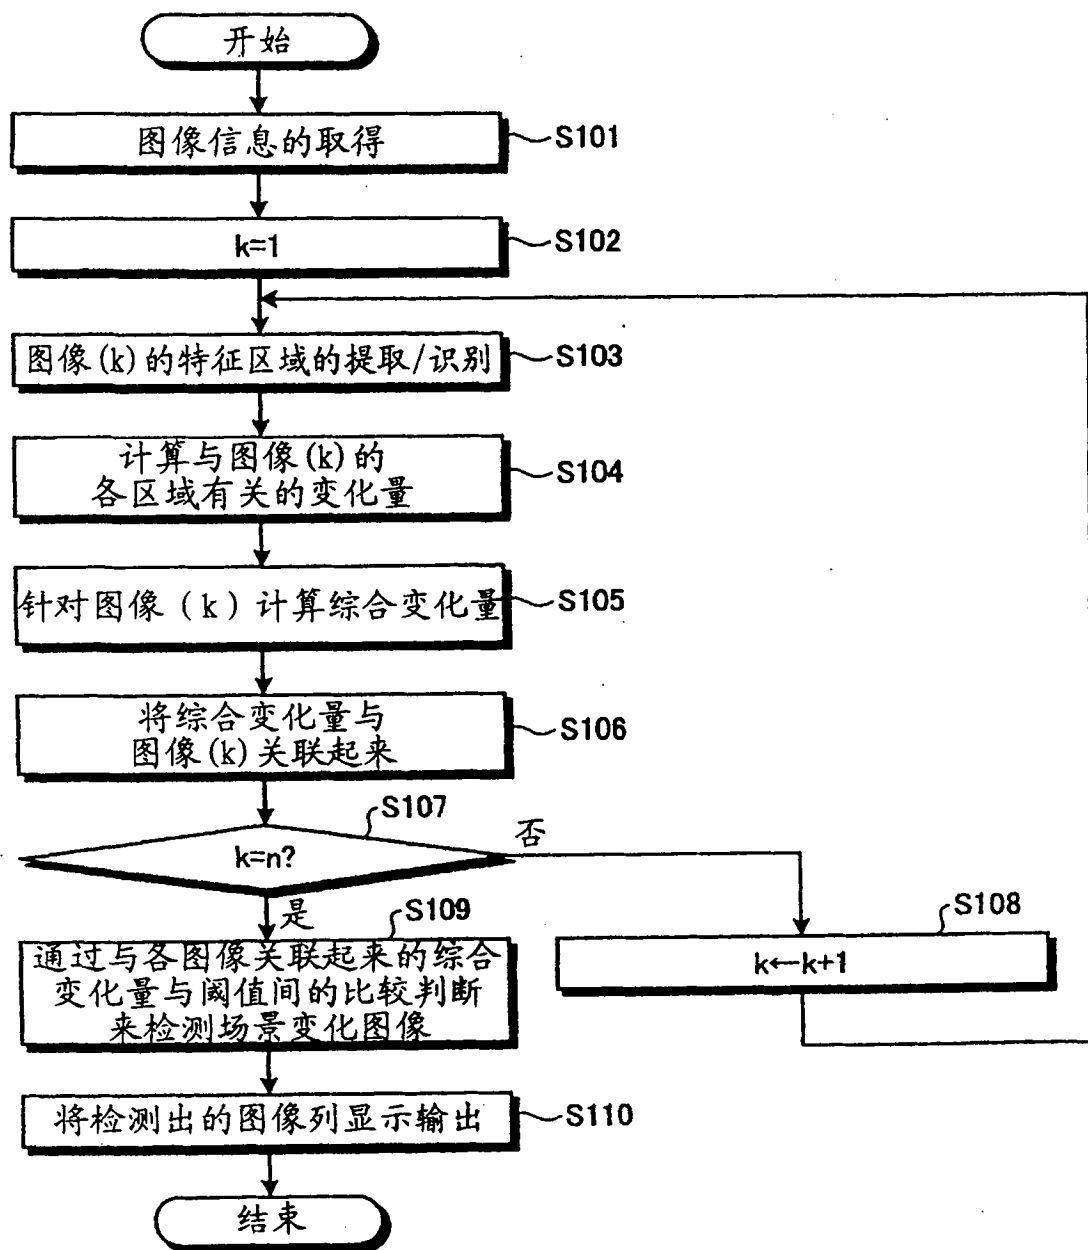 开始
图像信息的取得
S101
k=1
S102
图像(k)的特征区域的提取/识别
S103
计算与图像(k)的
各区域有关的变化量
S104
针对图像(k)计算综合变化量
S105
将综合变化量与
图像(k)关联起来
S106
S107
k=n?
否
是
S108
k←k+1
S109
通过与各图像关联起来的综合
变化量与阈值间的比较判断
来检测场景变化图像
将检测出的图像列显示输出
S110
结束